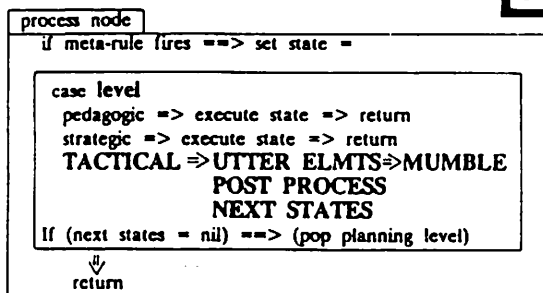 process node
if meta-rule fires ==> set state =
case level
pedagogic => execute state => return
strategic => execute state => return
TACTICAL ⇒ UTTER ELMTS ⇒ MUMBLE
POST PROCESS
NEXT STATES
If (next states = nil) ==> (pop planning level)
return